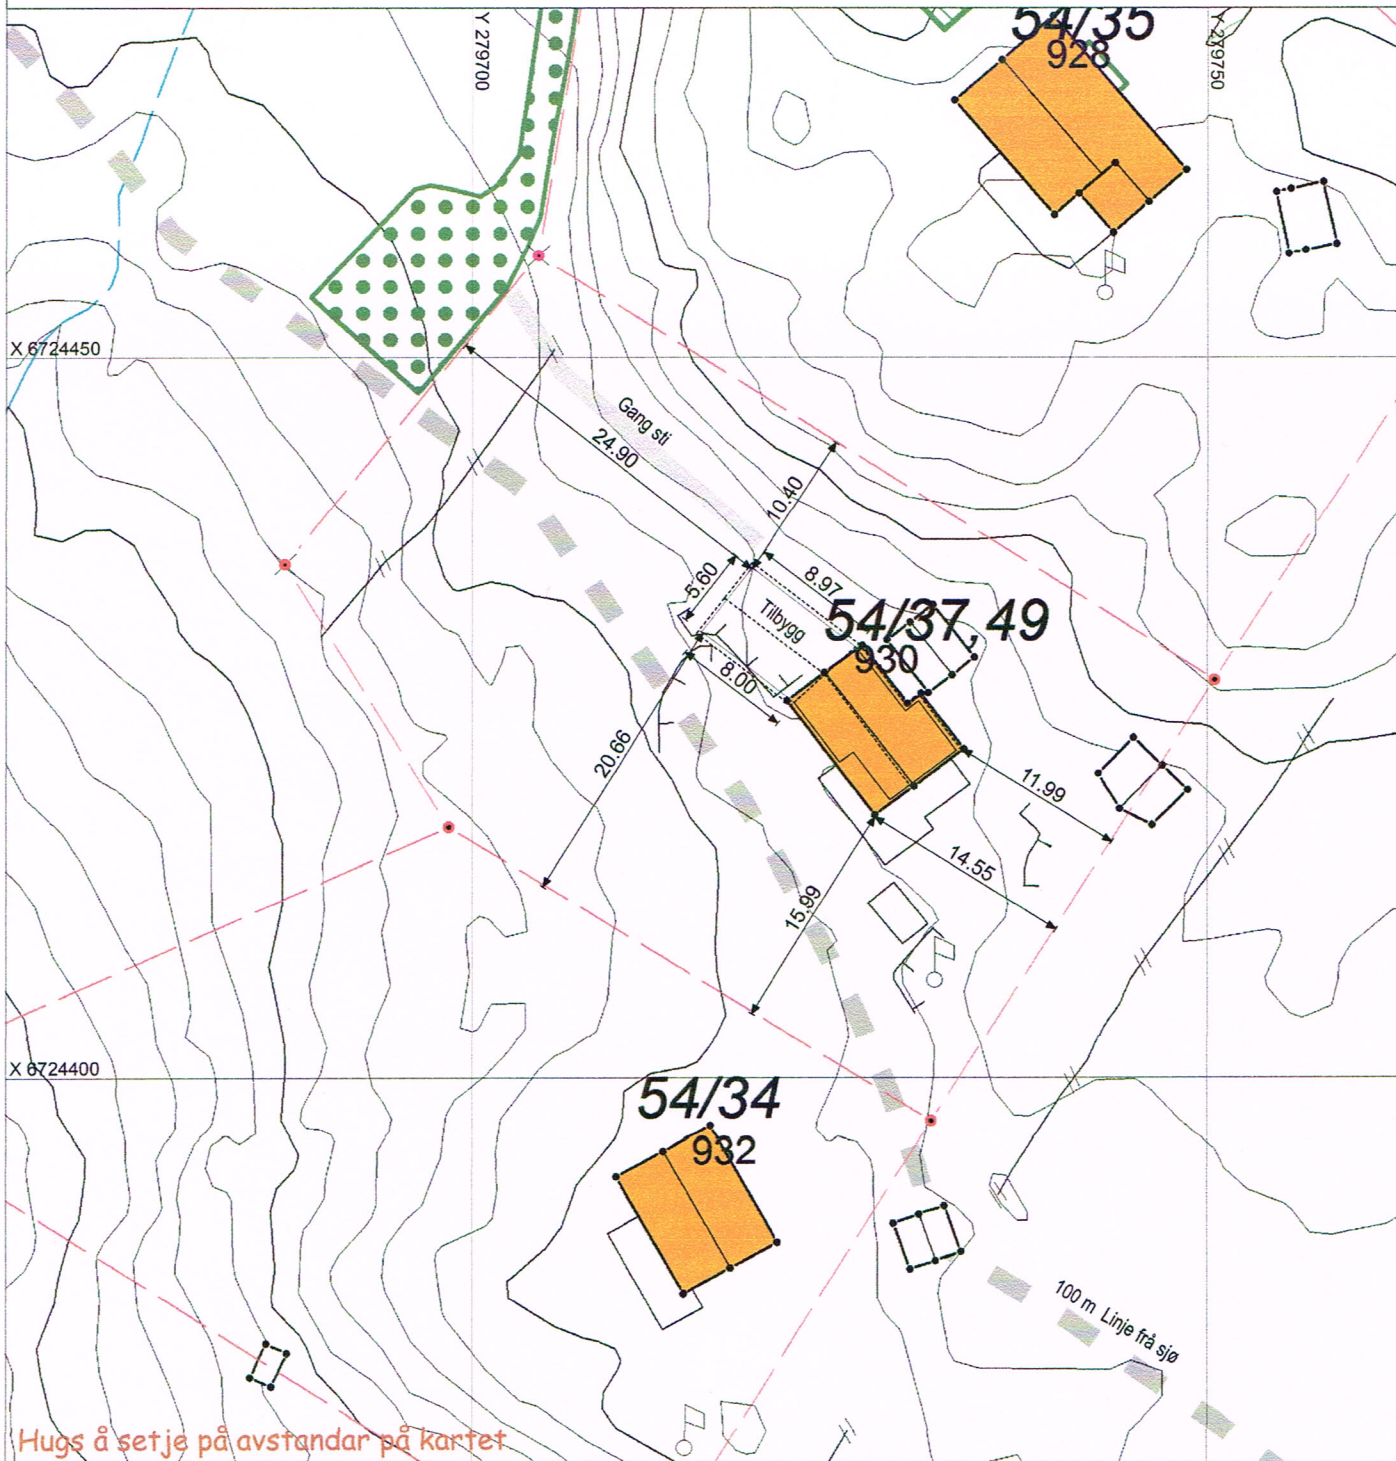 54/35
928
Y 279700
Y 279750
X 6724450
Gang sti
24.90
10.40
5.60
8.97
Tilbygg
54/37,49
930
8.00
20.66
11.99
14.55
15.99
X 6724400
54/34
932
100 m Linje frå sjø
Hugs å setje på avstandar på kartet